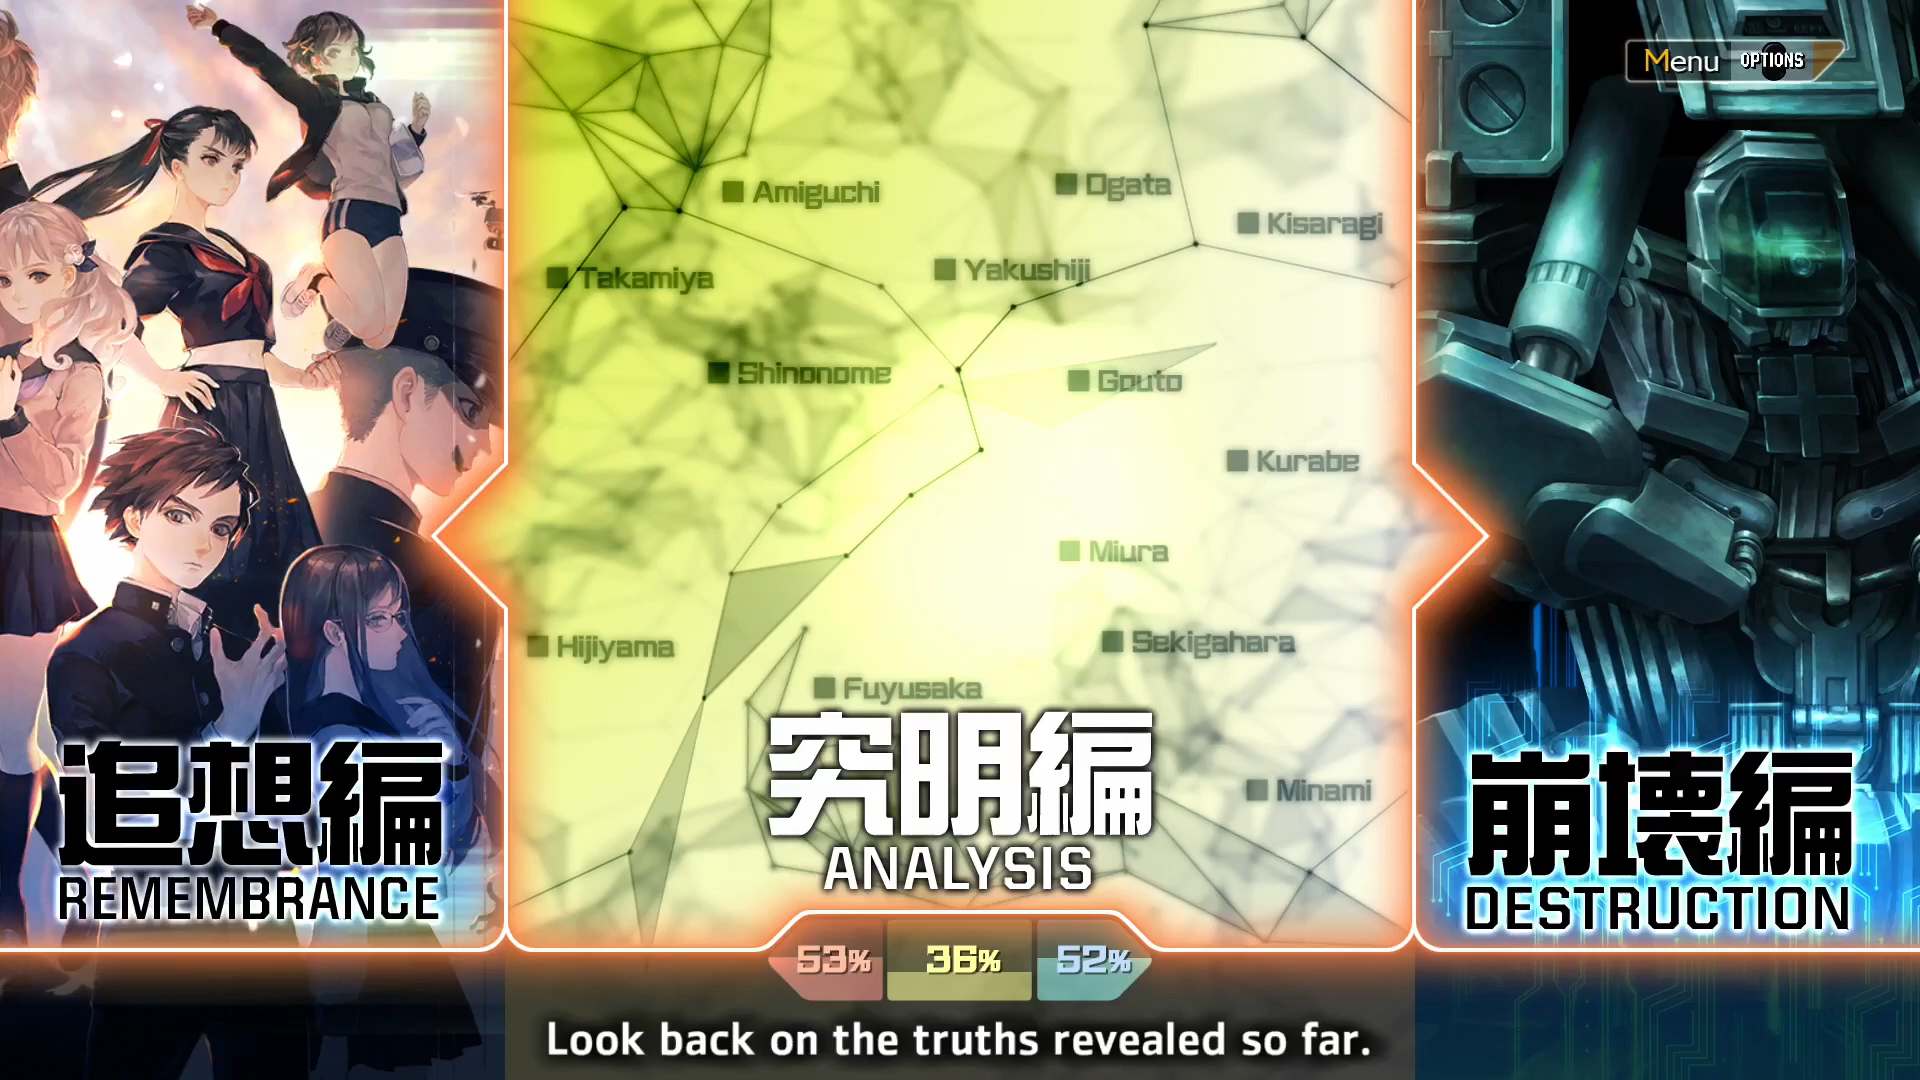 Menu OPTIONS
Amiguchi
Ogata
Kisaragi
Takamiya
Yakushiji
Shinonome
Gouto
Kurabe
Miura
Hijiyama
Sekigahara
Fuyusaka
Minami
追想編
REMEMBRANCE
究明編
ANALYSIS
崩壊編
DESTRUCTION
53% 36% 52%
Look back on the truths revealed so far.